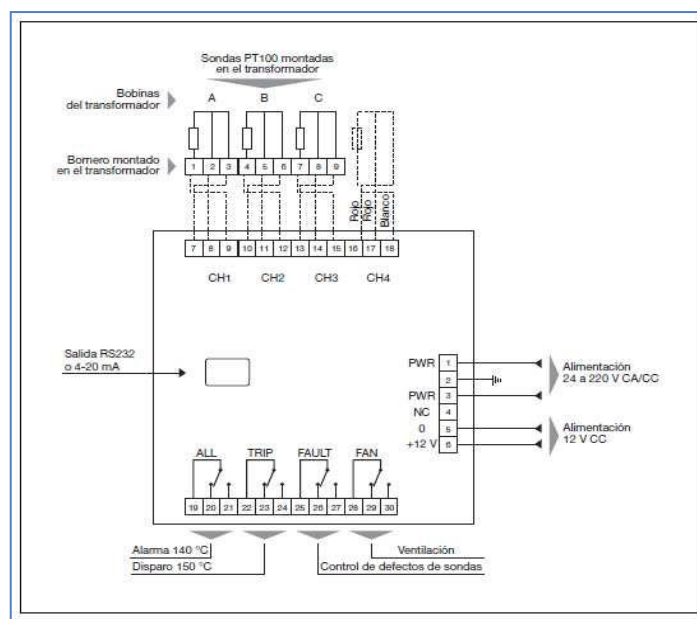 Sondas PT100 montadas
en el transformador
Bobinas
del transformador
A B C
Bornero montado
en el transformador
1 2 3 4 5 6 7 8 9
Rojo
Rojo
Blanco
7 8 9 10 11 12 13 14 15 16 17 18
CH1 CH2 CH3 CH4
Salida RS232
o 4-20 mA
PWR 1
2
PWR 3
NC 4
0 5
+12 V 6
Alimentación
24 a 220 V CA/CC
Alimentación
12 V CC
ALL TRIP FAULT FAN
19 20 21 22 23 24 25 26 27 28 29 30
Alarma 140 °C
Disparo 150 °C
Ventilación
Control de defectos de sondas